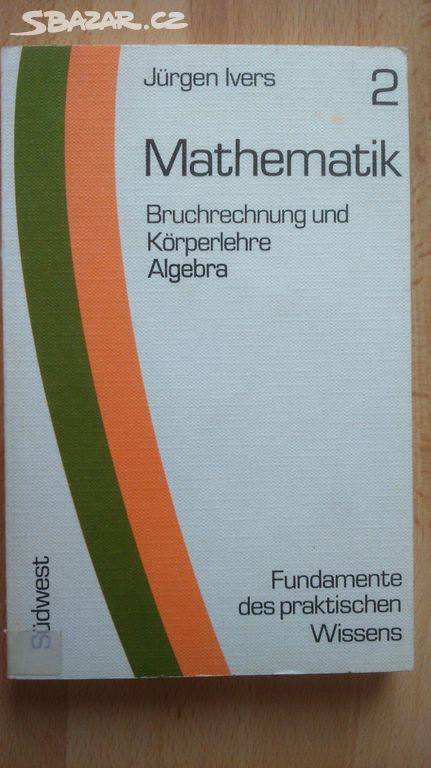 SBAZAR.CZ
Jürgen Ivers
2
Mathematik
Bruchrechnung und
Körperlehre
Algebra
Südwest
Fundamente
des praktischen
Wissens